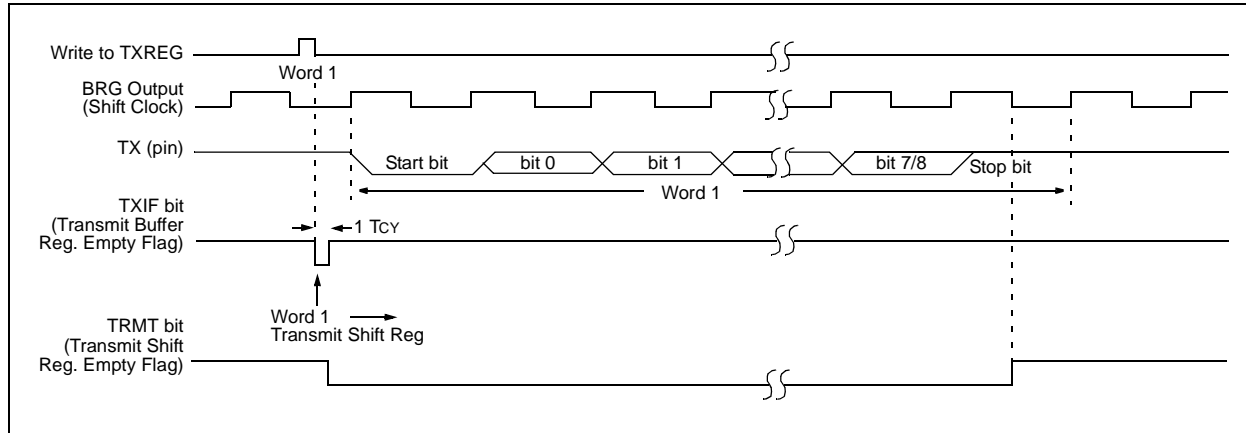 Write to TXREG
Word 1
BRG Output
(Shift Clock)
TX (pin)
Start bit
bit 0
bit 1
bit 7/8
Stop bit
Word 1
TXIF bit
(Transmit Buffer
Reg. Empty Flag)
1 TCY
Word 1
Transmit Shift Reg
TRMT bit
(Transmit Shift
Reg. Empty Flag)